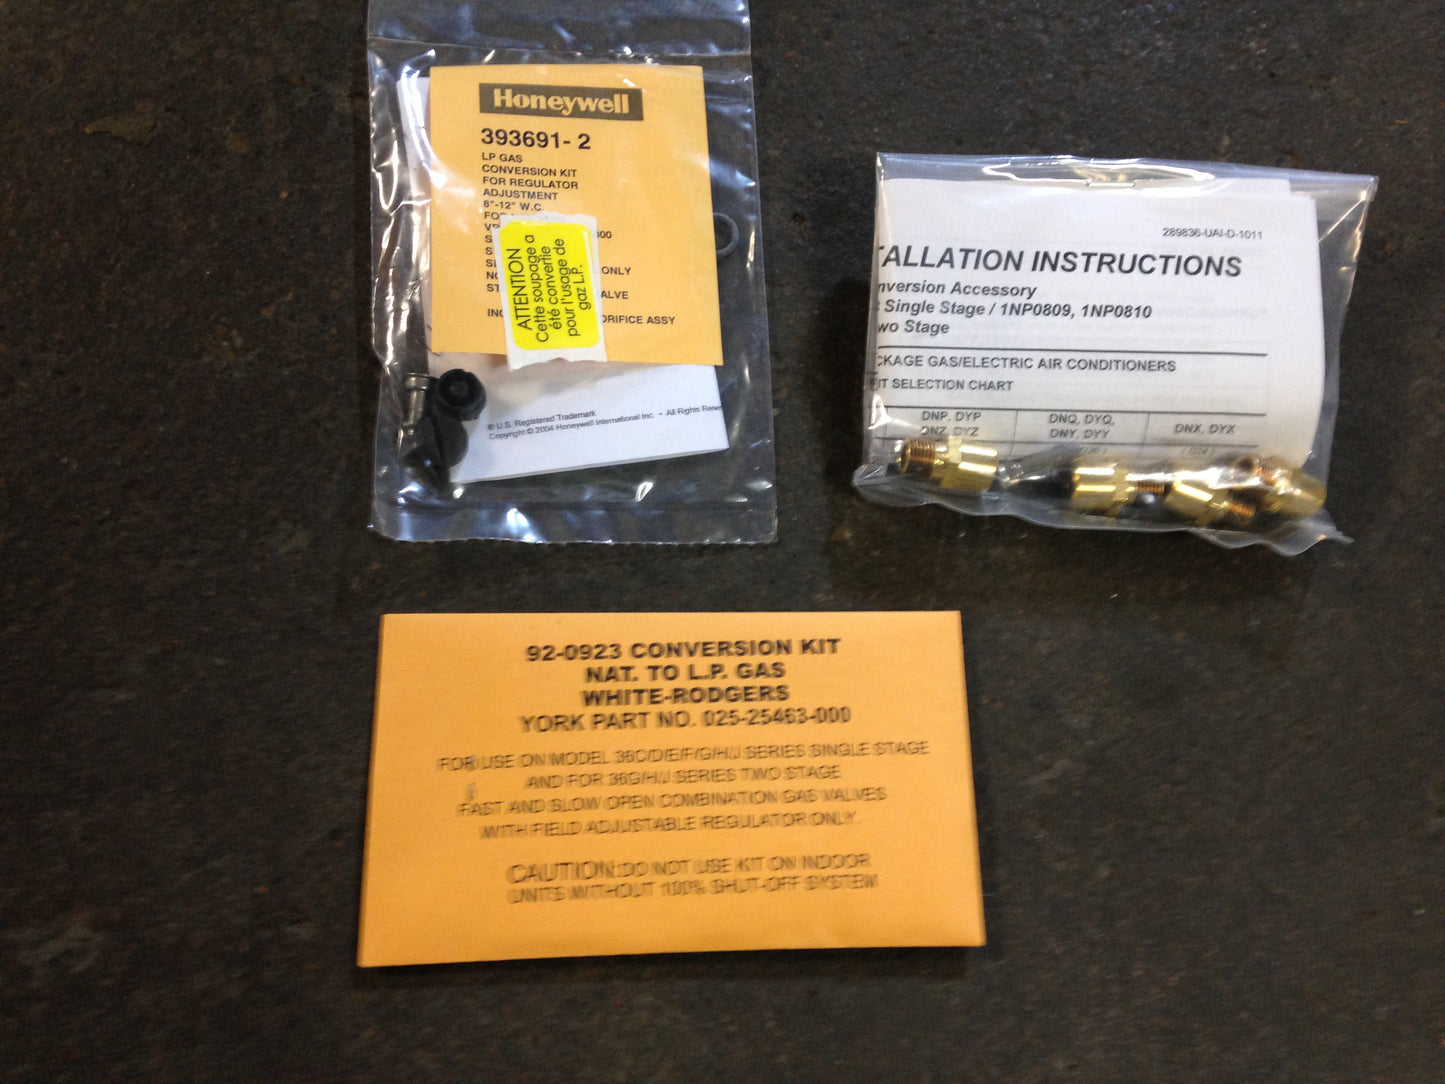 Honeywell
393691-2
LP GAS
CONVERSION KIT
FOR REGULATOR
ADJUSTMENT
8"-12" W.C.
ONLY
ORIFICE ASSY
ATTENTION
Cette soupage a
été convertie
pour l'usage de
gaz L.P.
® U.S. Registered Trademark
Copyright © 2004 Honeywell International Inc. • All Rights
289836-UAI-D-1011
TALLATION INSTRUCTIONS
nversion Accessory
Single Stage / 1NP0809, 1NP0810
wo Stage
CKAGE GAS/ELECTRIC AIR CONDITIONERS
IT SELECTION CHART
DNP, DYP
DNZ, DYZ
DNQ, DYQ,
DNY, DYY
DNX, DYX
92-0923 CONVERSION KIT
NAT. TO L.P. GAS
WHITE-RODGERS
YORK PART NO. 025-25463-000
FOR USE ON MODEL 36C/D/E/F/G/H/J SERIES SINGLE STAGE
AND FOR 36G/H/J SERIES TWO STAGE
FAST AND SLOW OPEN COMBINATION GAS VALVES
WITH FIELD ADJUSTABLE REGULATOR ONLY.
CAUTION: DO NOT USE KIT ON INDOOR
UNITS WITHOUT 100% SHUT-OFF SYSTEM